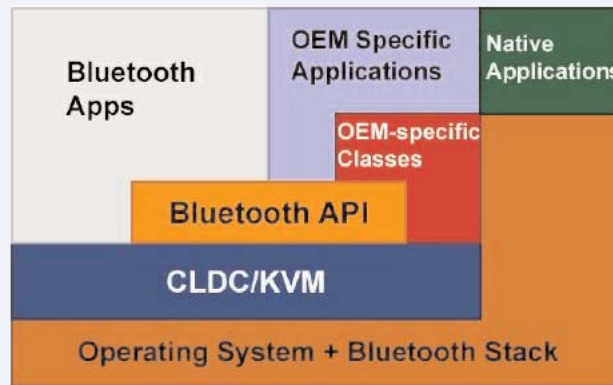 Bluetooth
Apps
OEM Specific
Applications
Native
Applications
OEM-specific
Classes
Bluetooth API
CLDC/KVM
Operating System + Bluetooth Stack